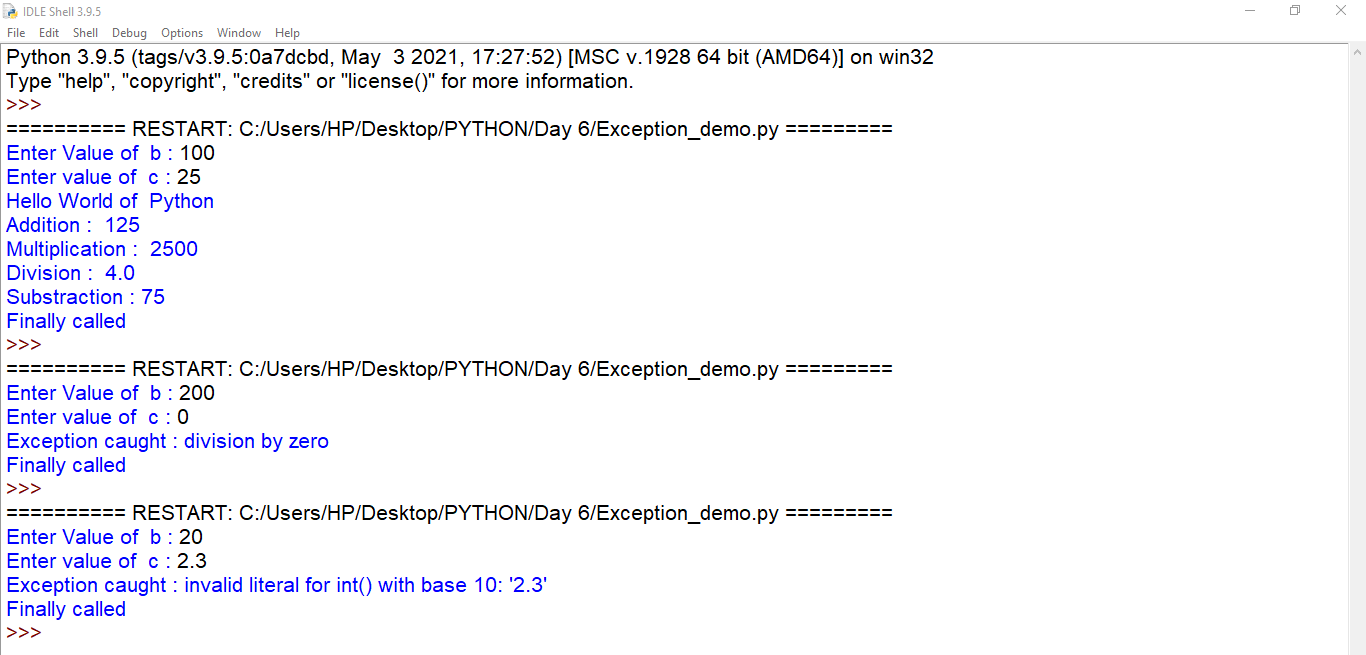 IDLE Shell 3.9.5
File Edit Shell Debug Options Window Help
Python 3.9.5 (tags/v3.9.5:0a7dcbd, May  3 2021, 17:27:52) [MSC v.1928 64 bit (AMD64)] on win32
Type "help", "copyright", "credits" or "license()" for more information.
>>>
========== RESTART: C:/Users/HP/Desktop/PYTHON/Day 6/Exception_demo.py =========
Enter Value of  b : 100
Enter value of  c : 25
Hello World of  Python
Addition :  125
Multiplication :  2500
Division :  4.0
Substraction : 75
Finally called
>>>
========== RESTART: C:/Users/HP/Desktop/PYTHON/Day 6/Exception_demo.py =========
Enter Value of  b : 200
Enter value of  c : 0
Exception caught : division by zero
Finally called
>>>
========== RESTART: C:/Users/HP/Desktop/PYTHON/Day 6/Exception_demo.py =========
Enter Value of  b : 20
Enter value of  c : 2.3
Exception caught : invalid literal for int() with base 10: '2.3'
Finally called
>>>